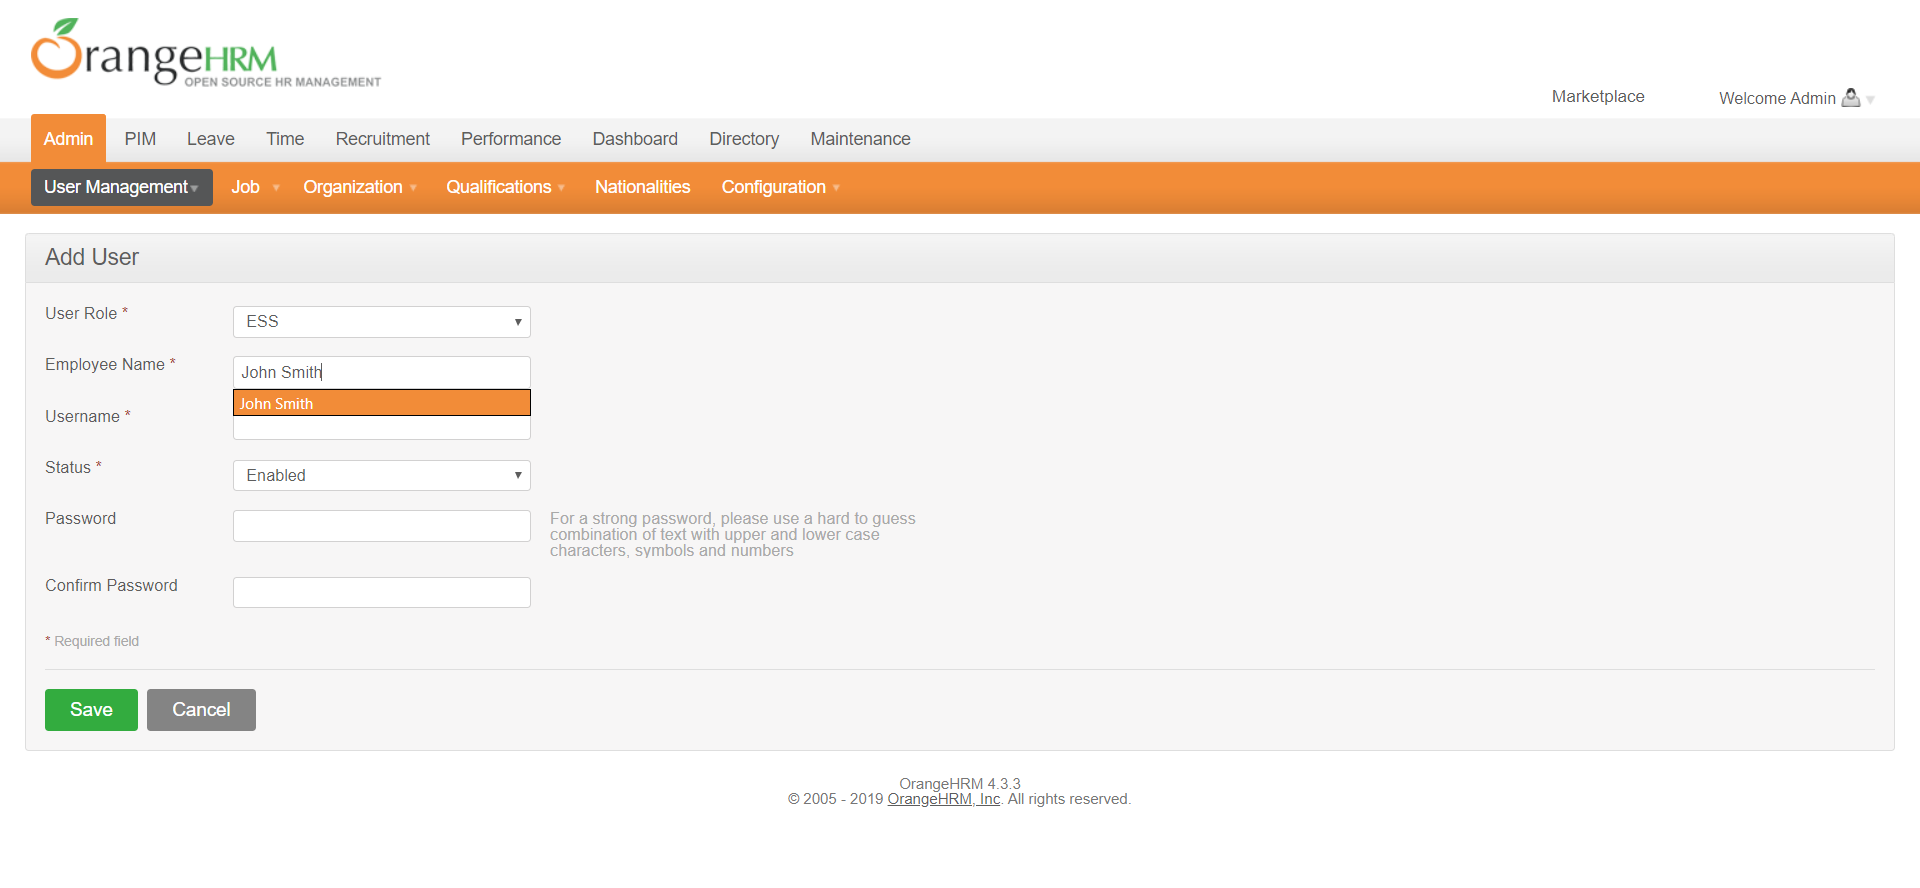 OrangeHRM
OPEN SOURCE HR MANAGEMENT
Marketplace
Welcome Admin
Admin PIM Leave Time Recruitment Performance Dashboard Directory Maintenance
User Management Job Organization Qualifications Nationalities Configuration
Add User
User Role * ESS
Employee Name * John Smith
John Smith
Username *
Status * Enabled
Password
For a strong password, please use a hard to guess
combination of text with upper and lower case
characters, symbols and numbers
Confirm Password
* Required field
Save Cancel
OrangeHRM 4.3.3
© 2005 - 2019 OrangeHRM, Inc. All rights reserved.